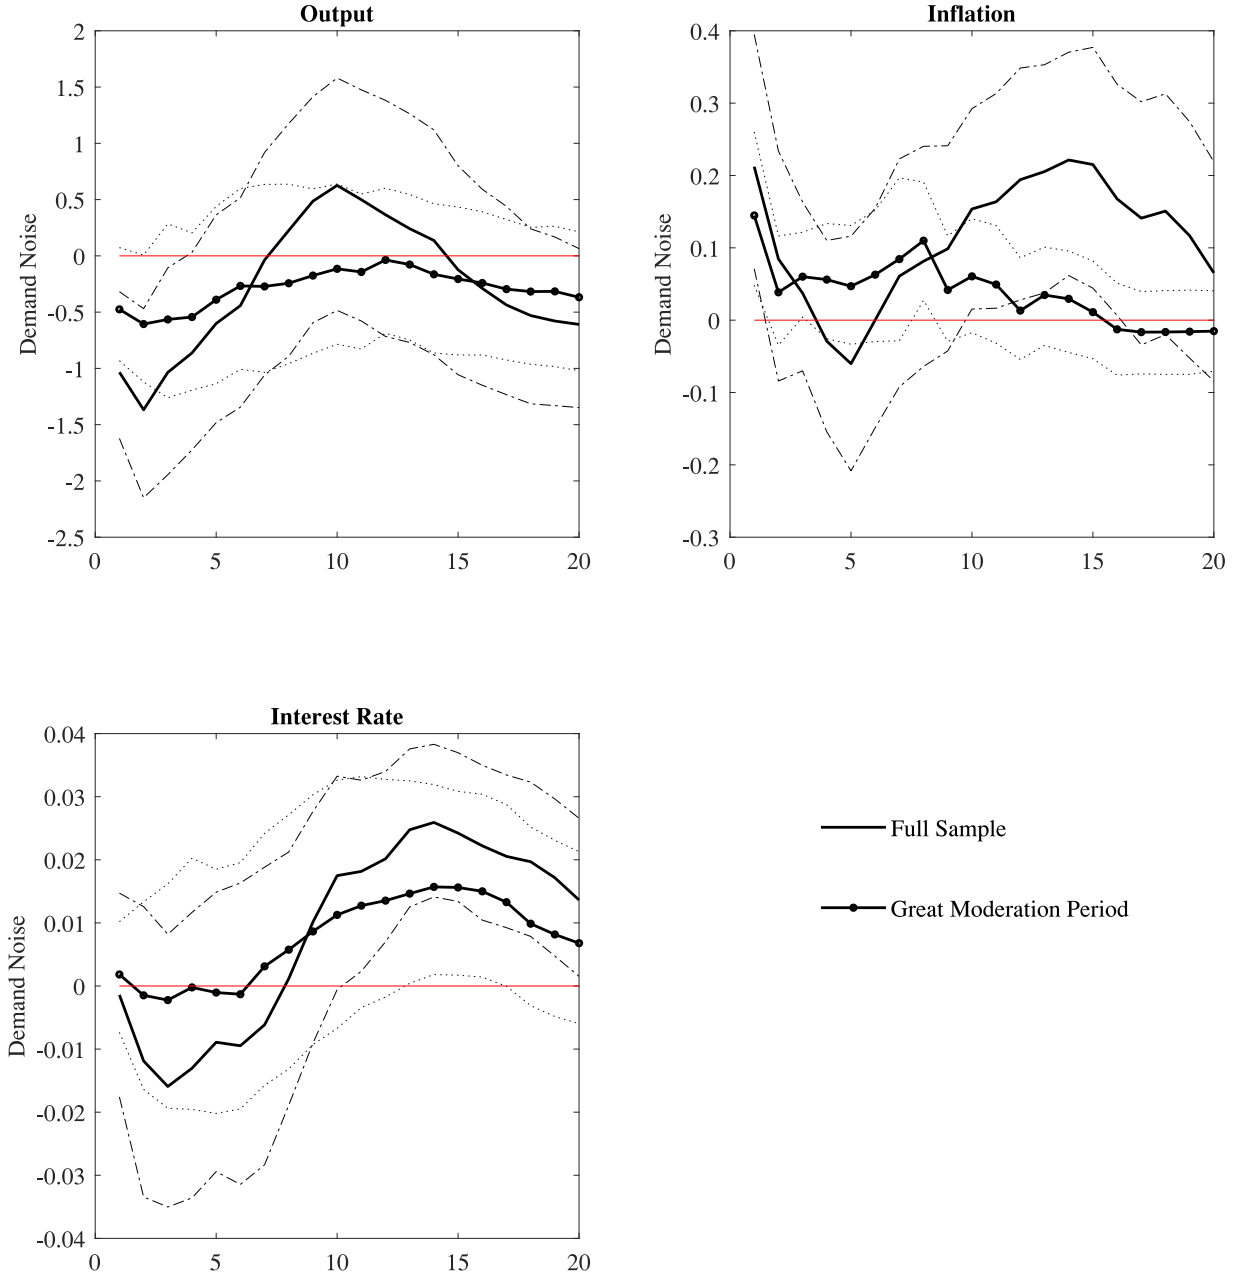 Output
2
1.5
1
0.5
0
-0.5
-1
-1.5
-2
-2.5
Demand Noise
0 5 10 15 20
Inflation
0.4
0.3
0.2
0.1
0
-0.1
-0.2
-0.3
Demand Noise
0 5 10 15 20
Interest Rate
0.04
0.03
0.02
0.01
0
-0.01
-0.02
-0.03
-0.04
Demand Noise
0 5 10 15 20
Full Sample
Great Moderation Period